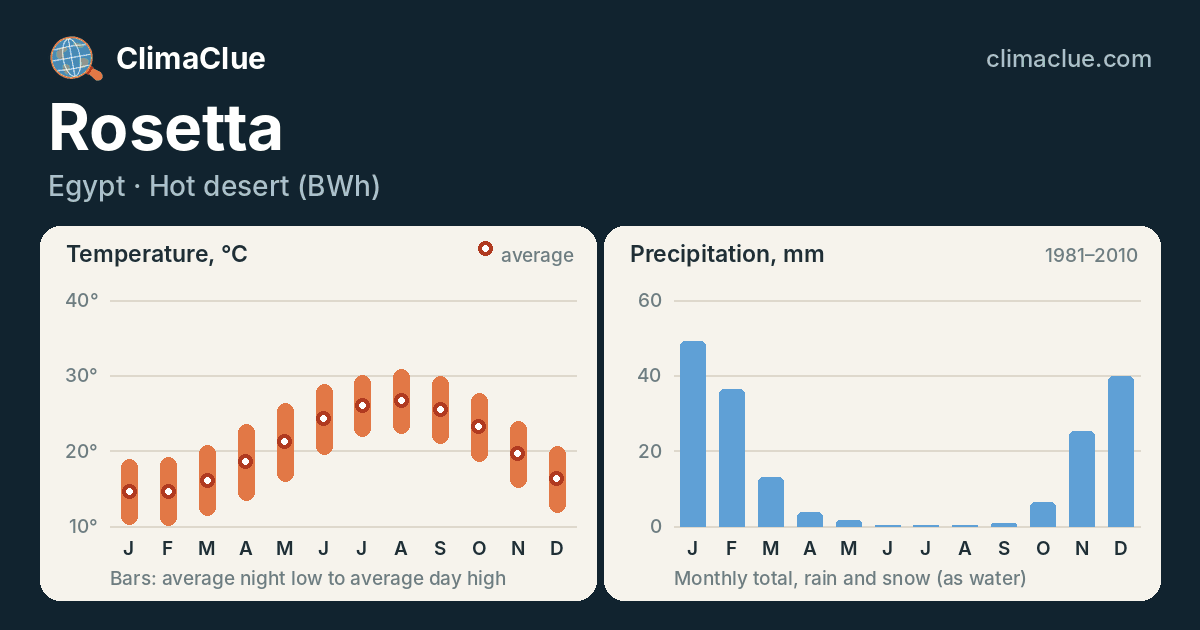 ClimaClue
climaclue.com
Rosetta
Egypt · Hot desert (BWh)
Temperature, °C
average
40°
30°
20°
10°
J F M A M J J A S O N D
Bars: average night low to average day high
Precipitation, mm
1981–2010
60
40
20
0
J F M A M J J A S O N D
Monthly total, rain and snow (as water)